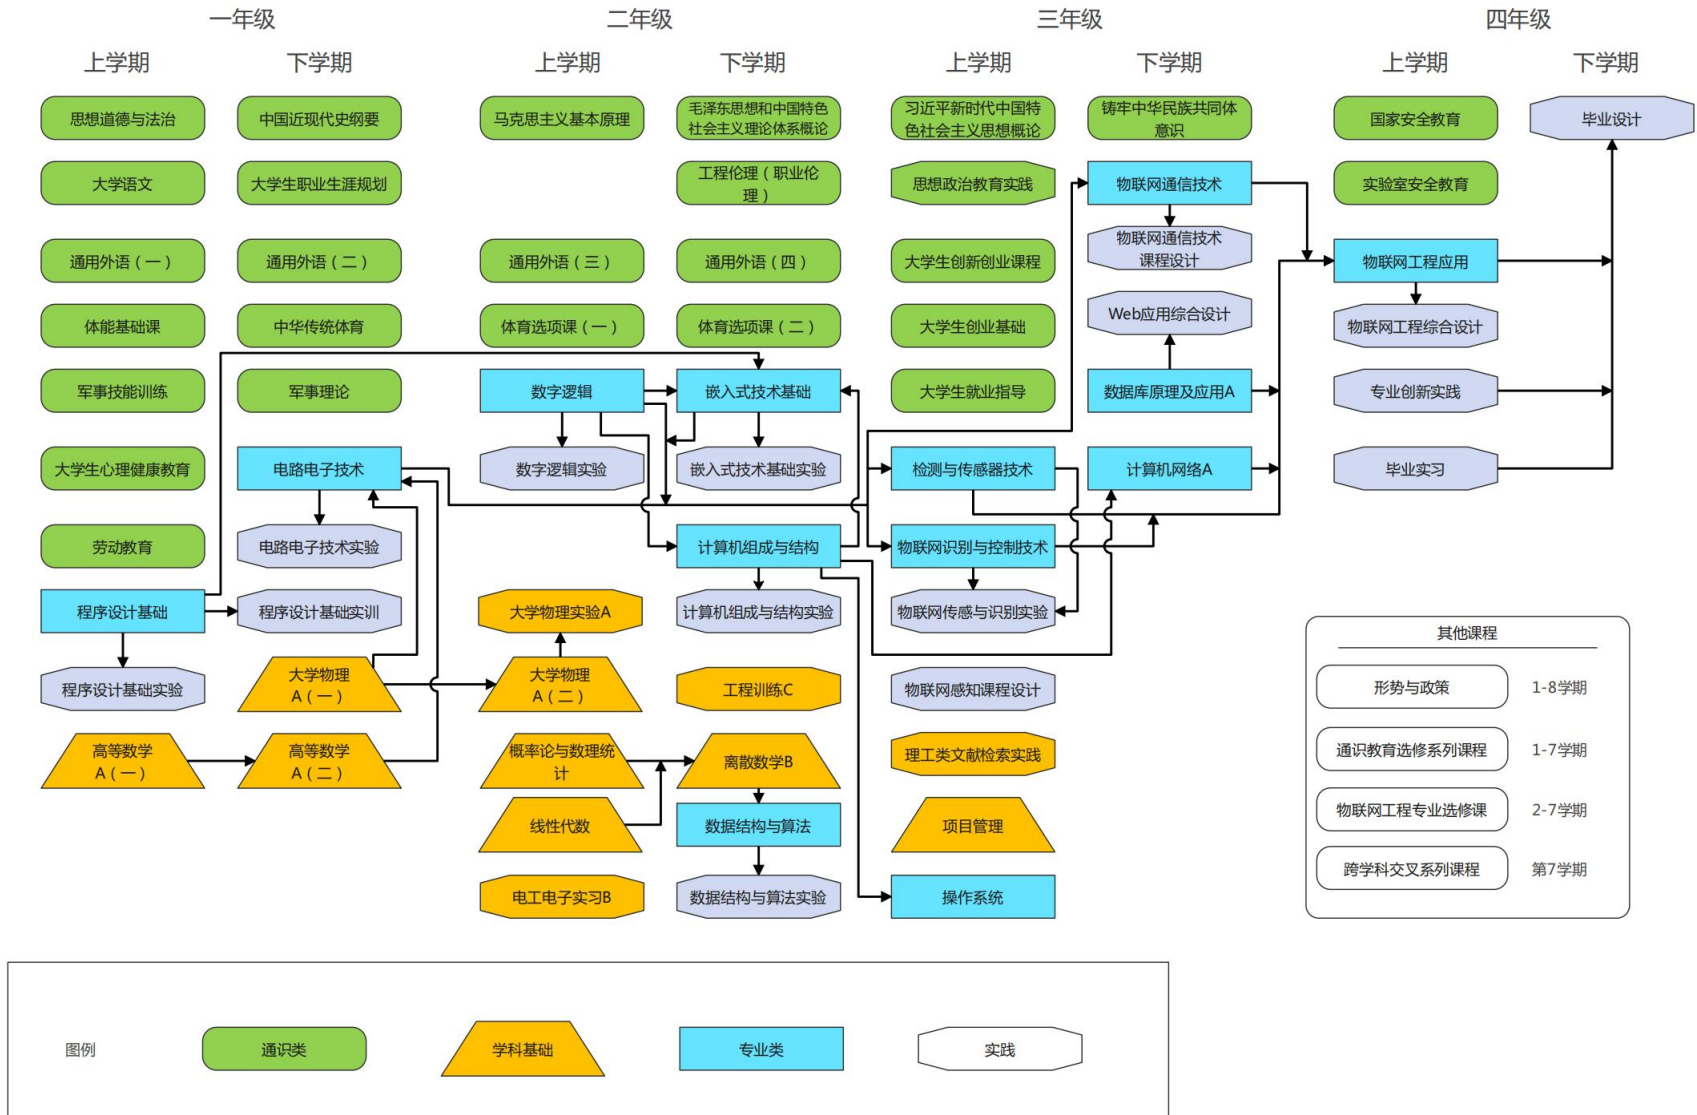 一年级
二年级
三年级
四年级
上学期
下学期
上学期
下学期
上学期
下学期
上学期
下学期
思想道德与法治
中国近现代史纲要
马克思主义基本原理
毛泽东思想和中国特色
社会主义理论体系概论
习近平新时代中国特
色社会主义思想概论
铸牢中华民族共同体
意识
国家安全教育
毕业设计
大学语文
大学生职业生涯规划
工程伦理（职业伦
理）
思想政治教育实践
物联网通信技术
实验室安全教育
通用外语（一）
通用外语（二）
通用外语（三）
通用外语（四）
大学生创新创业课程
物联网通信技术
课程设计
物联网工程应用
体能基础课
中华传统体育
体育选项课（一）
体育选项课（二）
大学生创业基础
Web应用综合设计
物联网工程综合设计
军事技能训练
军事理论
数字逻辑
嵌入式技术基础
大学生就业指导
数据库原理及应用A
专业创新实践
大学生心理健康教育
电路电子技术
数字逻辑实验
嵌入式技术基础实验
检测与传感器技术
计算机网络A
毕业实习
劳动教育
电路电子技术实验
计算机组成与结构
物联网识别与控制技术
程序设计基础
程序设计基础实训
大学物理实验A
计算机组成与结构实验
物联网传感与识别实验
其他课程
程序设计基础实验
大学物理
A（一）
大学物理
A（二）
工程训练C
物联网感知课程设计
形势与政策
1-8学期
高等数学
A（一）
高等数学
A（二）
概率论与数理统
计
离散数学B
理工类文献检索实践
通识教育选修系列课程
1-7学期
线性代数
数据结构与算法
项目管理
物联网工程专业选修课
2-7学期
电工电子实习B
数据结构与算法实验
操作系统
跨学科交叉系列课程
第7学期
图例
通识类
学科基础
专业类
实践